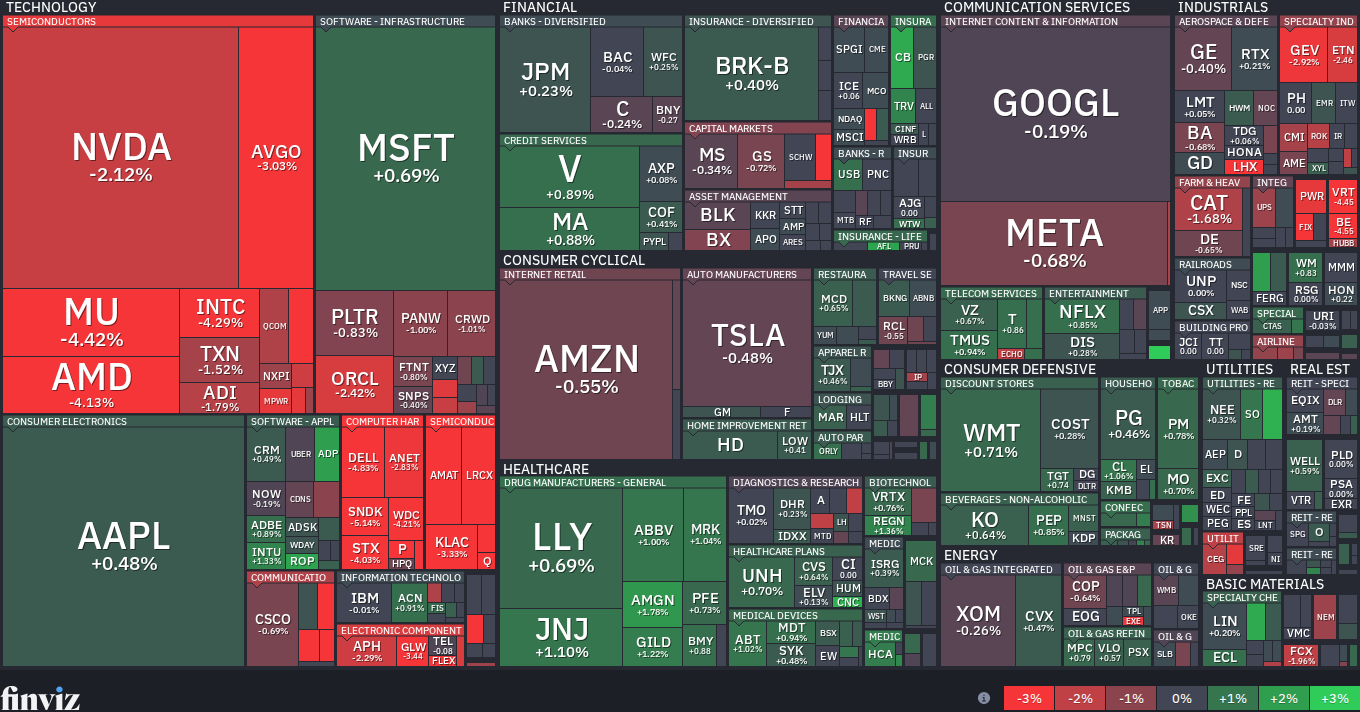 TECHNOLOGY
SEMICONDUCTORS
NVDA
-2.12%
AVGO
-3.03%
MU
-4.42%
AMD
-4.13%
INTC
-4.29%
TXN
-1.52%
ADI
-1.79%
QCOM
NXPI
MPWR
SOFTWARE - INFRASTRUCTURE
MSFT
+0.69%
PLTR
-0.83%
PANW
-1.00%
CRWD
-1.01%
ORCL
-2.42%
FTNT
-0.80%
SNPS
-0.40%
XYZ
CONSUMER ELECTRONICS
AAPL
+0.48%
SOFTWARE - APPL
CRM
+0.49%
UBER
ADP
NOW
-0.19%
CDNS
ADBE
+0.89%
ADSK
INTU
+1.33%
WDAY
ROP
COMPUTER HAR
DELL
-4.83%
ANET
-2.83%
SNDK
-5.14%
WDC
-4.21%
STX
-4.03%
P
HPQ
SEMICONDUC
AMAT
LRCX
KLAC
-3.33%
Q
COMMUNICATIO
CSCO
-0.69%
INFORMATION TECHNOLO
IBM
-0.01%
ACN
+0.91%
FIS
ELECTRONIC COMPONENT
APH
-2.29%
GLW
-3.44
TEL
-0.08
FLEX
FINANCIAL
BANKS - DIVERSIFIED
JPM
+0.23%
BAC
-0.04%
WFC
+0.25%
C
-0.24%
BNY
-0.27
CREDIT SERVICES
V
+0.89%
MA
+0.88%
AXP
+0.08%
COF
+0.41%
PYPL
INSURANCE - DIVERSIFIED
BRK-B
+0.40%
CAPITAL MARKETS
MS
-0.34%
GS
-0.72%
SCHW
ASSET MANAGEMENT
BLK
KKR
STT
BX
APO
AMP
ARES
FINANCIA
SPGI
CME
ICE
+0.06
MCO
NDAQ
MSCI
INSURA
CB
PGR
TRV
ALL
CINF
WRB
L
BANKS - R
USB
PNC
MTB
RF
INSUR
AJG
0.00
WTW
INSURANCE - LIFE
AFL
PRU
CONSUMER CYCLICAL
INTERNET RETAIL
AMZN
-0.55%
AUTO MANUFACTURERS
TSLA
-0.48%
GM
F
HOME IMPROVEMENT RET
HD
LOW
+0.41
RESTAURA
MCD
+0.65%
YUM
TRAVEL SE
BKNG
ABNB
RCL
-0.55
APPAREL R
TJX
+0.46%
BBY
IP
LODGING
MAR
HLT
AUTO PAR
ORLY
HEALTHCARE
DRUG MANUFACTURERS - GENERAL
LLY
+0.69%
JNJ
+1.10%
ABBV
+1.00%
MRK
+1.04%
AMGN
+1.78%
PFE
+0.73%
GILD
+1.22%
BMY
+0.88
DIAGNOSTICS & RESEARCH
TMO
+0.02%
DHR
+0.23%
A
LH
IDXX
MTD
HEALTHCARE PLANS
UNH
+0.70%
CVS
+0.64%
CI
0.00
ELV
+0.13%
HUM
CNC
MEDICAL DEVICES
ABT
+1.02%
MDT
+0.94%
SYK
+0.48%
BSX
EW
BIOTECHNOL
VRTX
+0.76%
REGN
+1.36%
MEDIC
ISRG
+0.39%
BDX
WST
MCK
MEDIC
HCA
COMMUNICATION SERVICES
INTERNET CONTENT & INFORMATION
GOOGL
-0.19%
META
-0.68%
TELECOM SERVICES
VZ
+0.67%
T
+0.86
TMUS
+0.94%
ECHO
ENTERTAINMENT
NFLX
+0.85%
DIS
+0.28%
APP
INDUSTRIALS
AEROSPACE & DEFE
GE
-0.40%
RTX
+0.21%
LMT
+0.05%
HWM
NOC
BA
-0.68%
TDG
+0.06%
GD
HONA
LHX
SPECIALTY IND
GEV
-2.92%
ETN
-2.46
PH
0.00
EMR
ITW
CMI
ROK
IR
AME
XYL
FARM & HEAV
CAT
-1.68%
DE
-0.65%
INTEG
UPS
PWR
FIX
VRT
-4.45
BE
-4.55
HUBB
RAILROADS
UNP
0.00%
NSC
CSX
WAB
FERG
WM
+0.83
RSG
0.00%
MMM
HON
+0.22
BUILDING PRO
JCI
0.00
TT
0.00
SPECIAL
CTAS
URI
-0.03%
AIRLINE
CONSUMER DEFENSIVE
DISCOUNT STORES
WMT
+0.71%
COST
+0.28%
TGT
+0.74
DG
DLTR
HOUSEHO
PG
+0.46%
CL
+1.06%
EL
KMB
TOBAC
PM
+0.78%
MO
+0.70%
BEVERAGES - NON-ALCOHOLIC
KO
+0.64%
PEP
+0.85%
MNST
KDP
CONFEC
PACKAG
TSN
KR
ENERGY
OIL & GAS INTEGRATED
XOM
-0.26%
CVX
+0.47%
OIL & GAS E&P
COP
-0.64%
EOG
TPL
EXE
OIL & G
WMB
OKE
OIL & GAS REFIN
MPC
+0.79
VLO
+0.57
PSX
OIL & G
SLB
UTILITIES
UTILITIES - RE
NEE
+0.32%
SO
AEP
D
EXC
ED
FE
WEC
PPL
PEG
ES
LNT
UTILIT
CEG
SRE
NI
REAL EST
REIT - SPECI
EQIX
DLR
AMT
+0.19%
WELL
+0.59%
PLD
0.00%
PSA
0.00%
VTR
EXR
REIT - RE
SPG
O
REIT - RE
BASIC MATERIALS
SPECIALTY CHE
LIN
+0.20%
ECL
VMC
NEM
FCX
-1.96%
finviz
-3%
-2%
-1%
0%
+1%
+2%
+3%